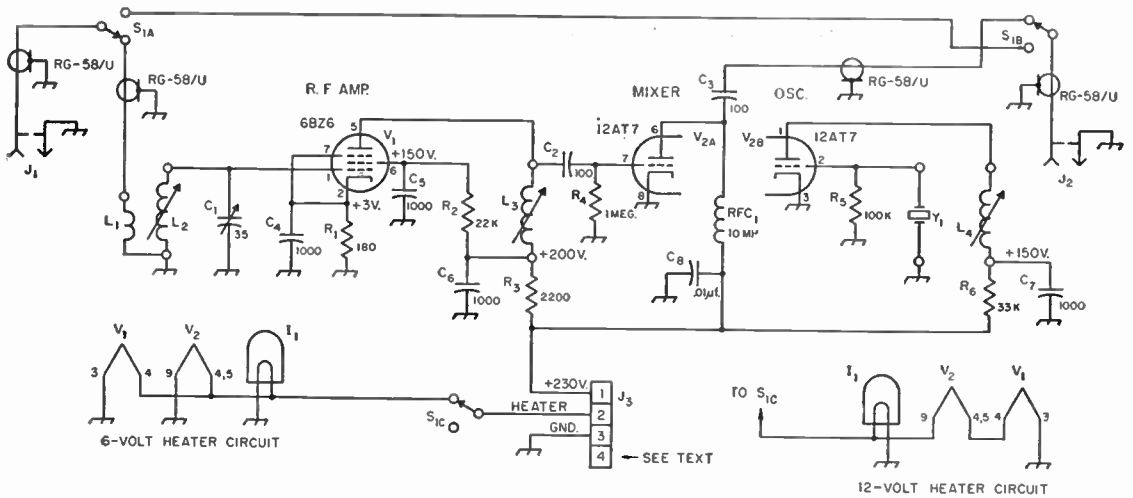 S1A
S1B
RG-58/U
RG-58/U
RG-58/U
RG-58/U
R.F AMP.
MIXER
OSC.
C3
100
6BZ6
V1
12AT7
V2A
V2B
12AT7
5
7
1
6
2
+150V.
+3V.
C5
1000
R2
22K
C2
100
7
6
8
R4
1 MEG.
1
2
3
R5
100K
Y1
J1
J2
L1
L2
C1
35
C4
1000
R1
180
L3
+200V.
RFC1
L4
+150V.
C6
1000
R3
2200
C8
.01µf.
R6
33K
C7
1000
V1
V2
I1
3
4
9
4,5
6-VOLT HEATER CIRCUIT
S1C
+230V.
HEATER
GND.
J3
1
2
3
4
SEE TEXT
TO S1C
I1
V2
V1
9
4,5
4
3
12-VOLT HEATER CIRCUIT